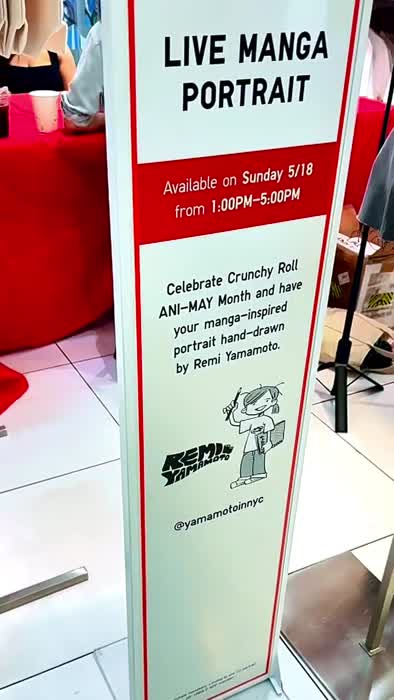 LIVE MANGA
PORTRAIT
Available on Sunday 5/18
from 1:00PM–5:00PM
Celebrate Crunchy Roll
ANI–MAY Month and have
your manga–inspired
portrait hand–drawn
by Remi Yamamoto.
REMI
YAMAMOTO
@yamamotoinnyc